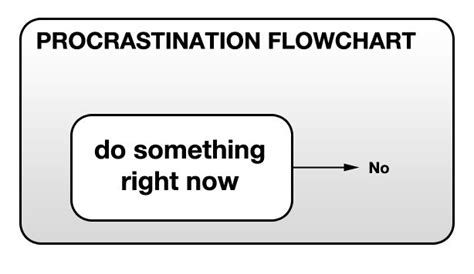 PROCRASTINATION FLOWCHART
do something
right now
No